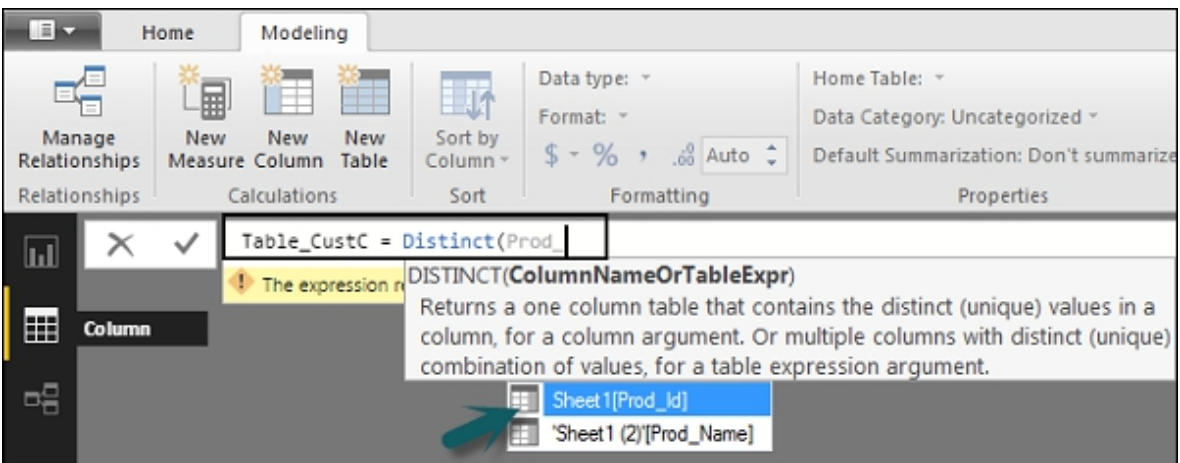 Home Modeling
Data type:
Home Table:
Format:
Data Category: Uncategorized
Manage Relationships
New Measure
New Column
New Table
Sort by Column
$ % , .00 Auto
Default Summarization: Don't summarize
Relationships
Calculations
Sort
Formatting
Properties
Table_CustC = Distinct(Prod_
The expression r
DISTINCT(ColumnNameOrTableExpr)
Returns a one column table that contains the distinct (unique) values in a
column, for a column argument. Or multiple columns with distinct (unique)
combination of values, for a table expression argument.
Column
Sheet1[Prod_Id]
'Sheet1 (2)'[Prod_Name]